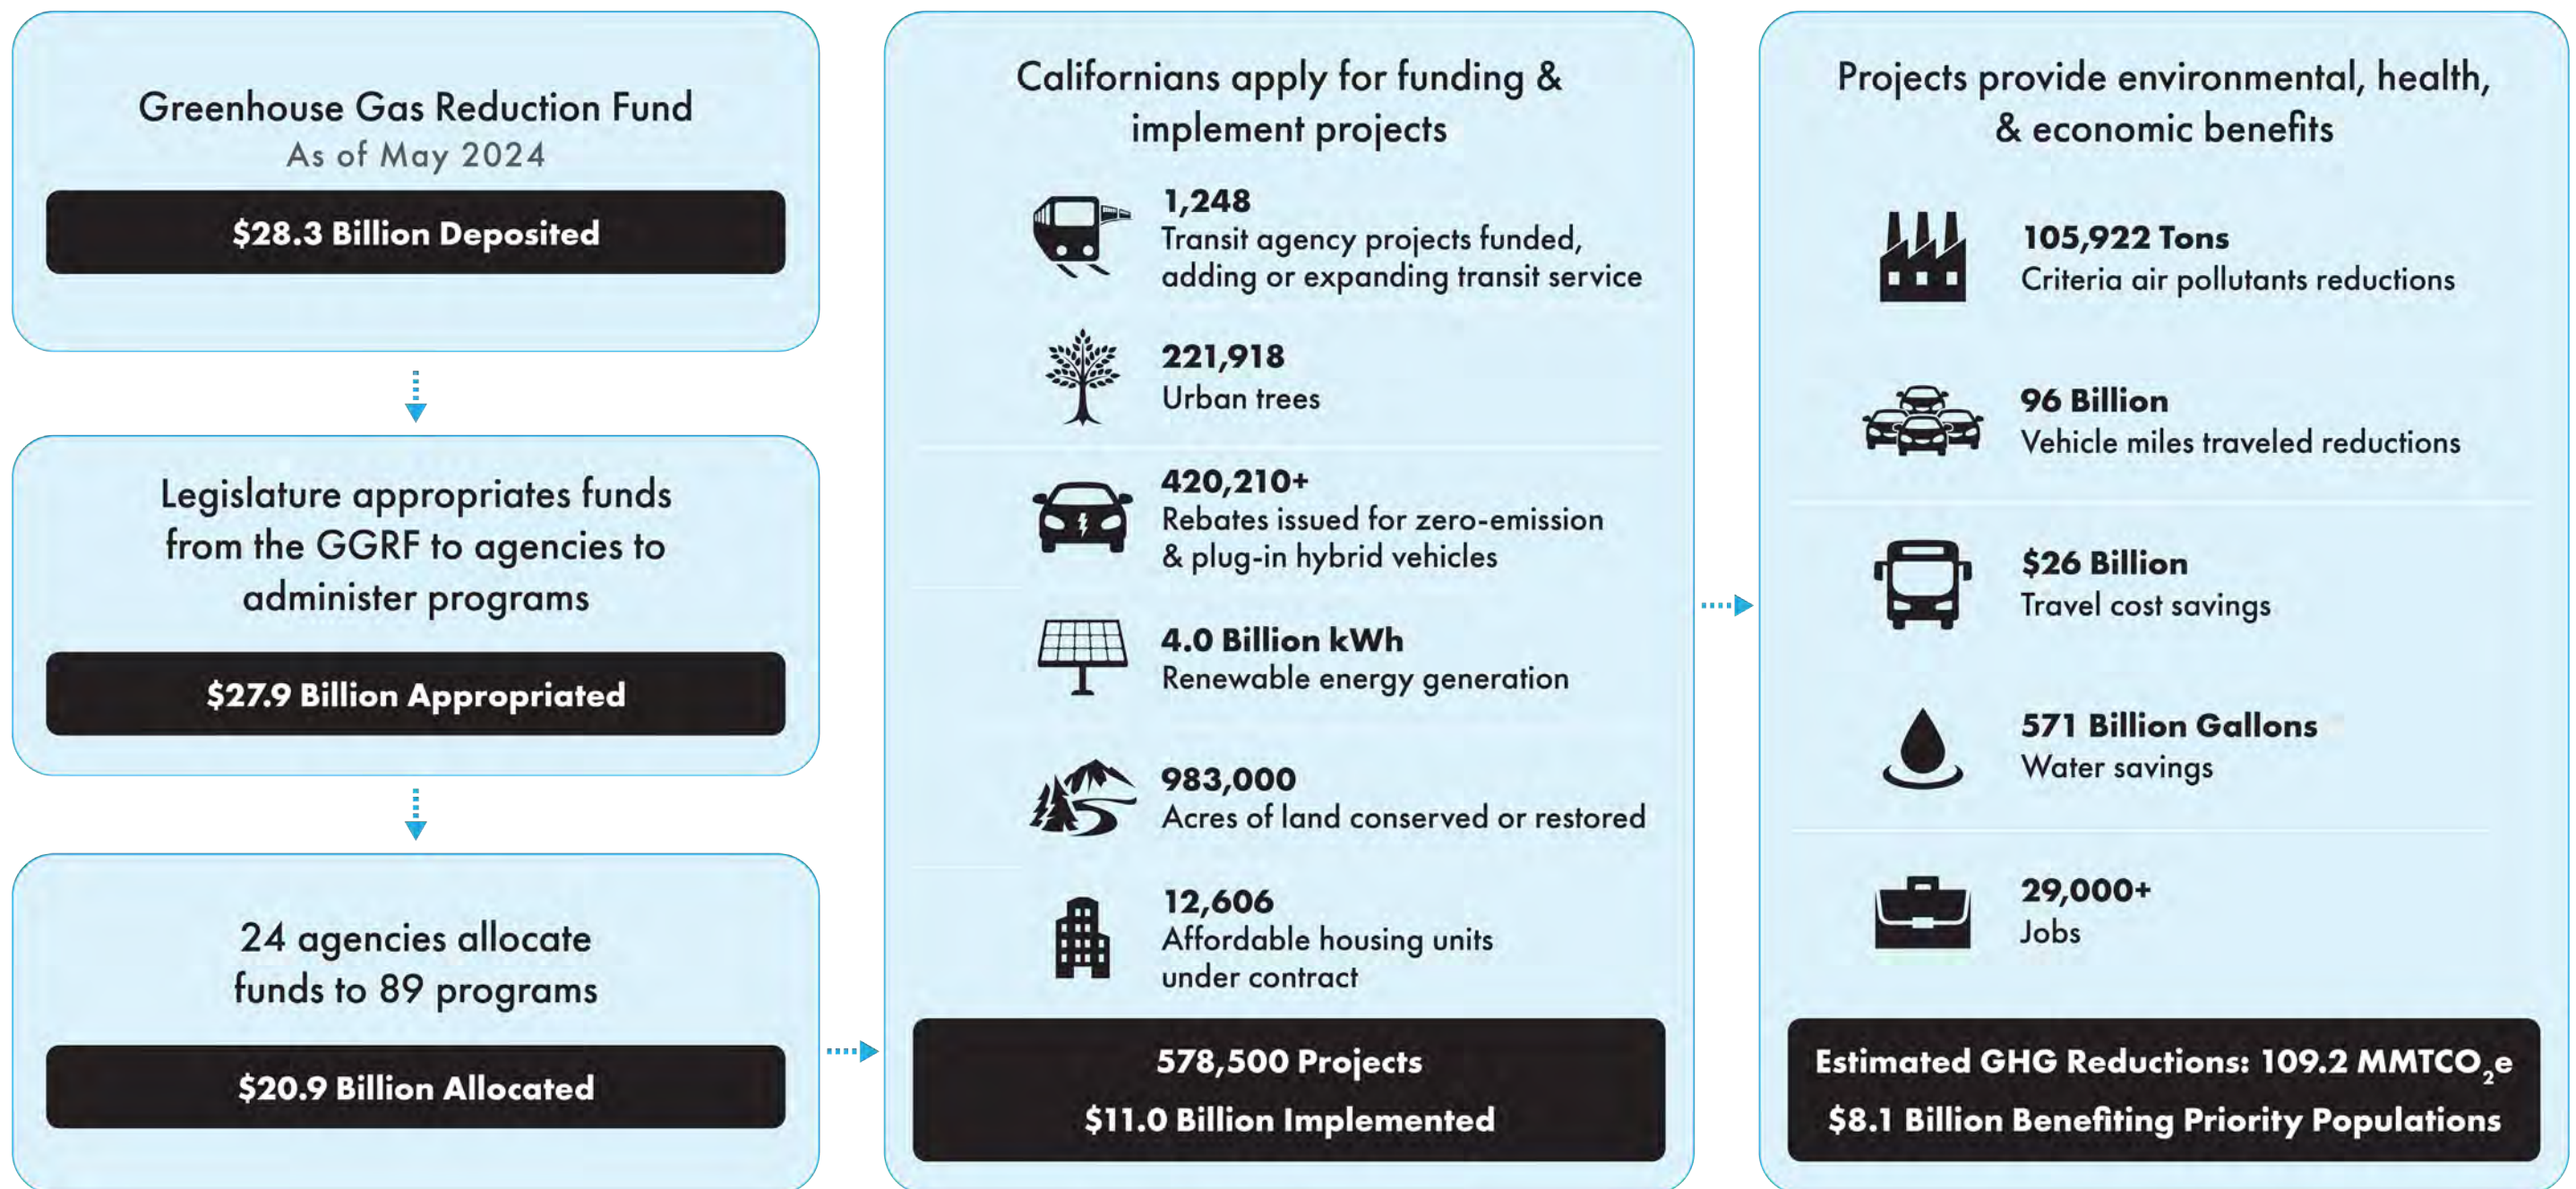 Greenhouse Gas Reduction Fund
As of May 2024
$28.3 Billion Deposited
Legislature appropriates funds
from the GGRF to agencies to
administer programs
$27.9 Billion Appropriated
24 agencies allocate
funds to 89 programs
$20.9 Billion Allocated
Californians apply for funding &
implement projects
1,248
Transit agency projects funded,
adding or expanding transit service
221,918
Urban trees
420,210+
Rebates issued for zero-emission
& plug-in hybrid vehicles
4.0 Billion kWh
Renewable energy generation
983,000
Acres of land conserved or restored
12,606
Affordable housing units
under contract
578,500 Projects
$11.0 Billion Implemented
Projects provide environmental, health,
& economic benefits
105,922 Tons
Criteria air pollutants reductions
96 Billion
Vehicle miles traveled reductions
$26 Billion
Travel cost savings
571 Billion Gallons
Water savings
29,000+
Jobs
Estimated GHG Reductions: 109.2 MMTCO₂e
$8.1 Billion Benefiting Priority Populations